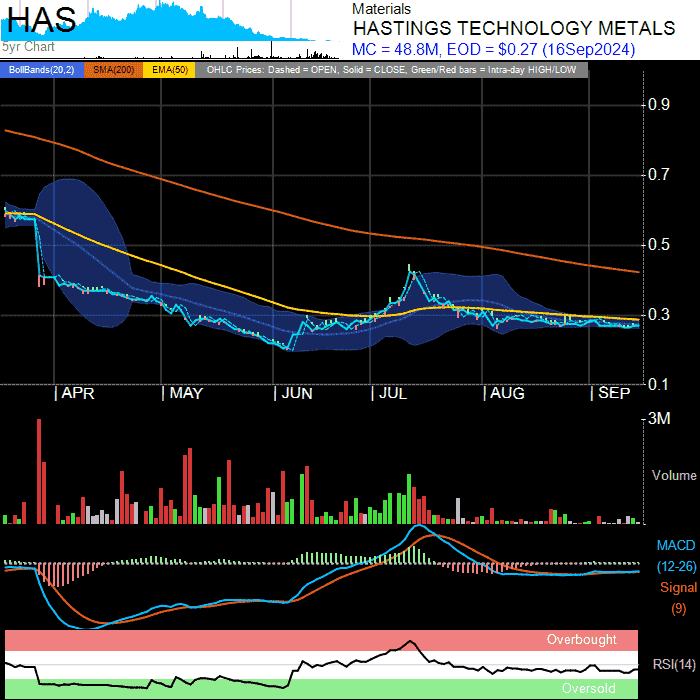 HAS
5yr Chart
Materials
HASTINGS TECHNOLOGY METALS
MC = 48.8M, EOD = $0.27 (16Sep2024)
BollBands(20,2) SMA(200) EMA(50) OHLC Prices: Dashed = OPEN, Solid = CLOSE, Green/Red bars = Intra-day HIGH/LOW
0.9
0.7
0.5
0.3
0.1
| APR | MAY | JUN | JUL | AUG | SEP
3M
Volume
MACD
(12-26)
Signal
(9)
Overbought
RSI(14)
Oversold